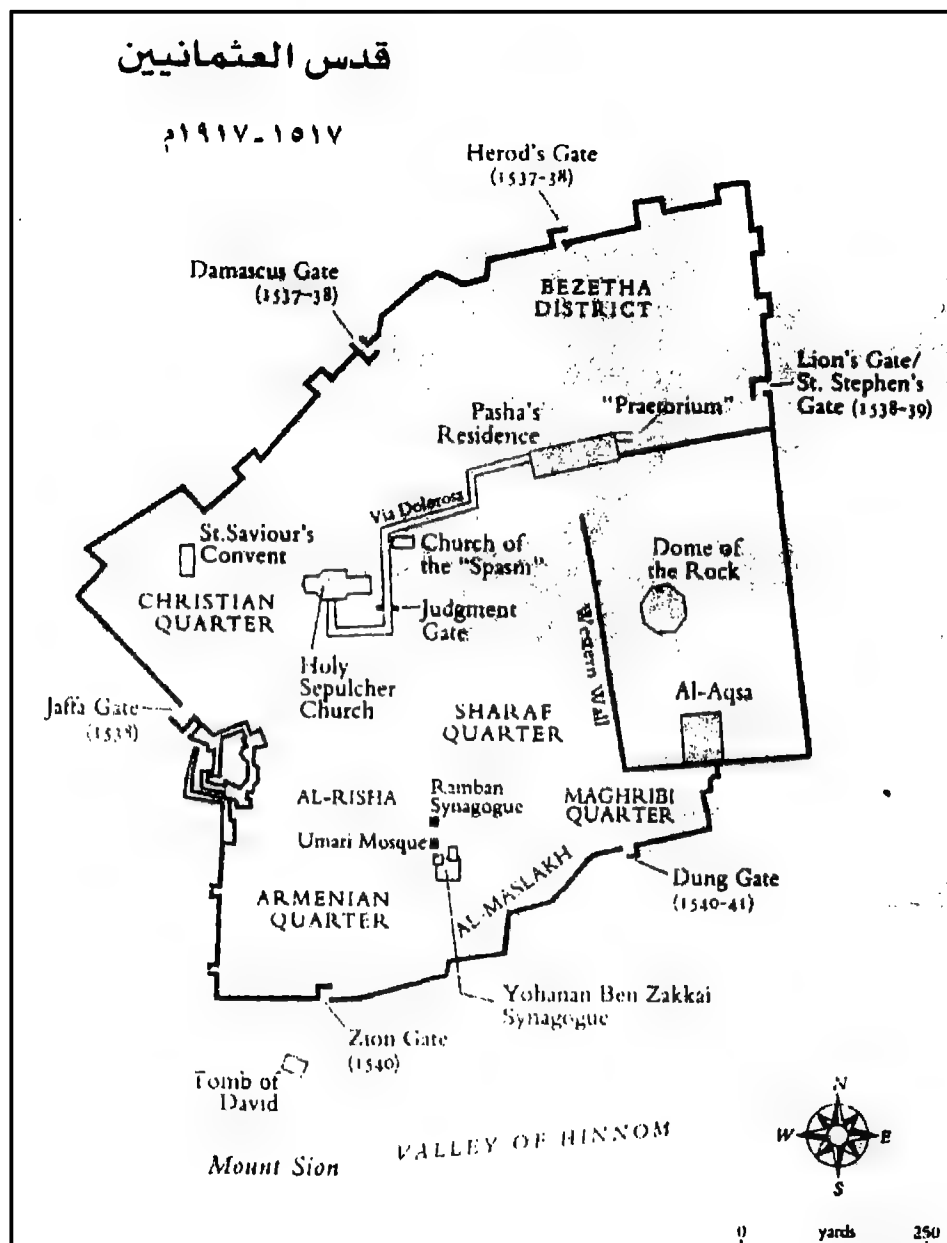 قدس العثمانيين
١٥١٧-١٩١٧م
Herod's Gate
(1537-38)
Damascus Gate
(1537-38)
BEZETHA
DISTRICT
Lion's Gate/
St. Stephen's
Gate (1538-39)
"Praetorium"
Pasha's
Residence
Via Dolorosa
St. Saviour's
Convent
Church of
the "Spasm"
Dome of
the Rock
CHRISTIAN
QUARTER
Judgment
Gate
Western Wall
Holy
Sepulcher
Church
Al-Aqsa
Jaffa Gate
(1538)
SHARAF
QUARTER
AL-RISHA
Ramban
Synagogue
MAGHRIBI
QUARTER
Umari Mosque
AL-MASLAKH
Dung Gate
(1540-41)
ARMENIAN
QUARTER
Yohanan Ben Zakkai
Synagogue
Zion Gate
(1540)
Tomb of
David
VALLEY OF HINNOM
Mount Sion
N
W
E
S
0 yards 250